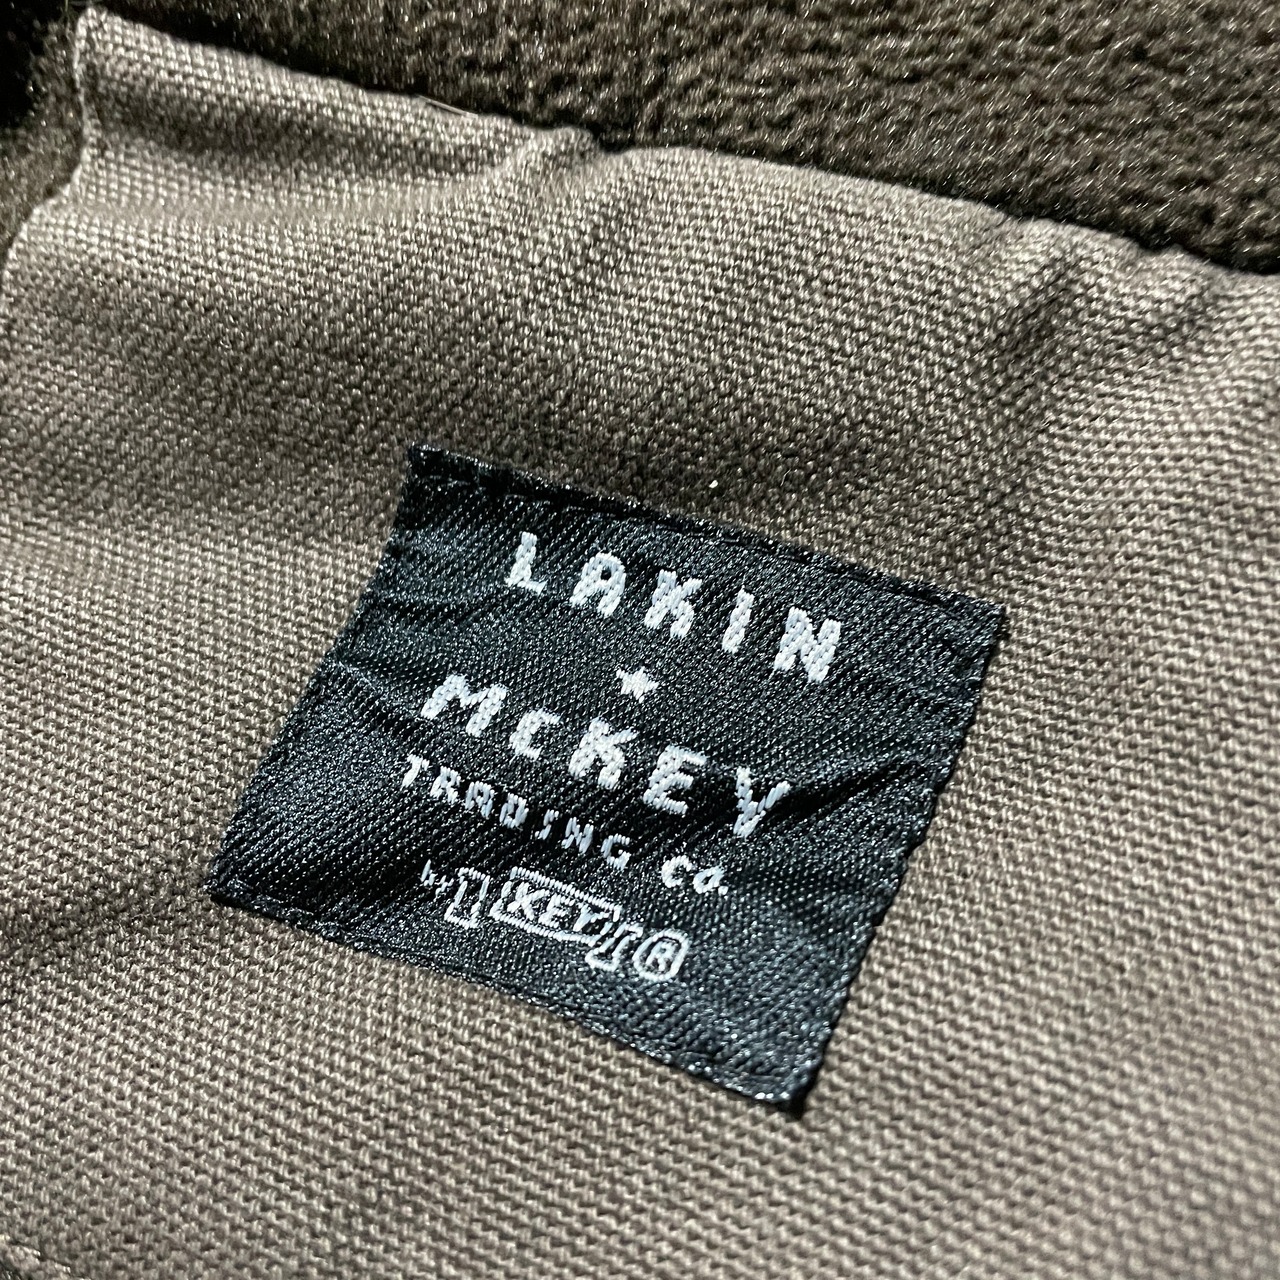 LAKIN
McKEY
TRADING CO.
by KEY ®